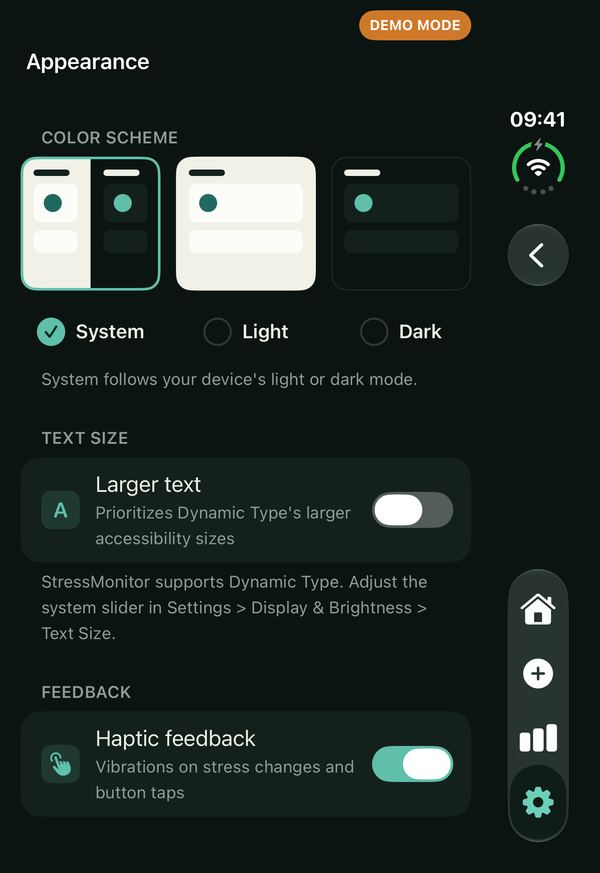 DEMO MODE
Appearance
09:41
COLOR SCHEME
System
Light
Dark
System follows your device's light or dark mode.
TEXT SIZE
A
Larger text
Prioritizes Dynamic Type's larger
accessibility sizes
StressMonitor supports Dynamic Type. Adjust the
system slider in Settings > Display & Brightness >
Text Size.
FEEDBACK
Haptic feedback
Vibrations on stress changes and
button taps